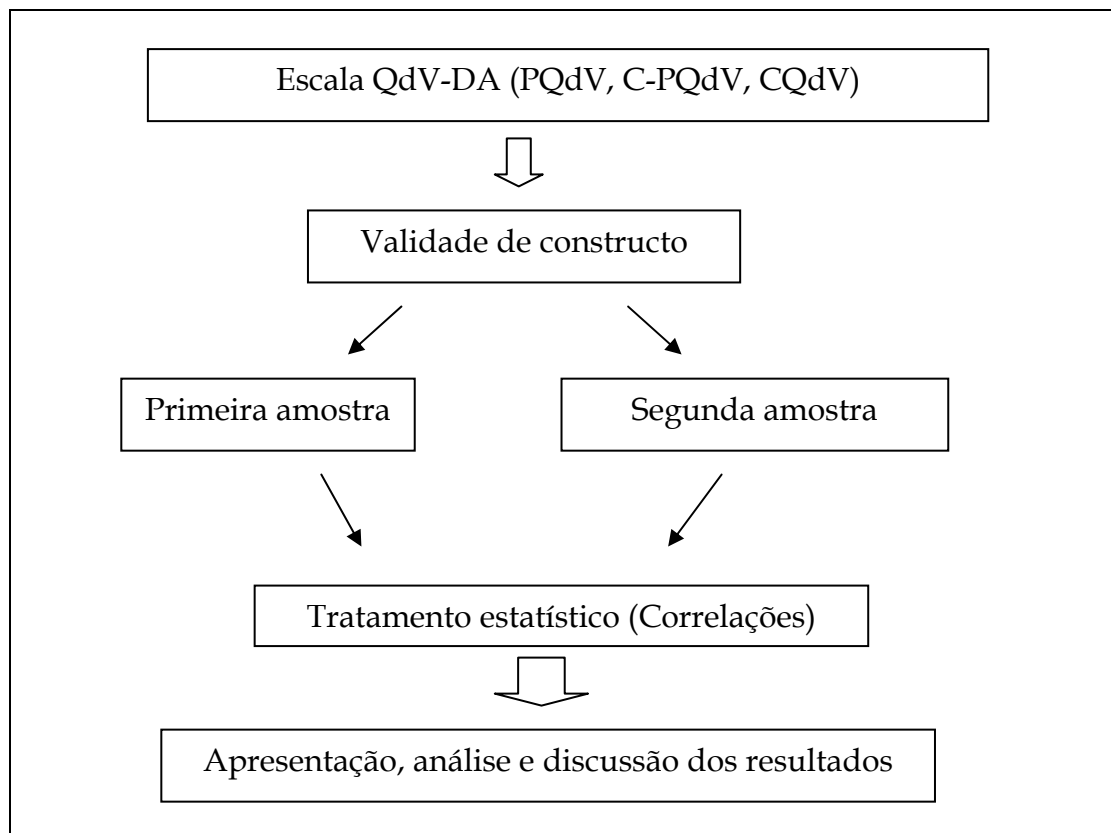 Escala QdV-DA (PQdV, C-PQdV, CQdV)
Validade de constructo
Primeira amostra
Segunda amostra
Tratamento estatístico (Correlações)
Apresentação, análise e discussão dos resultados